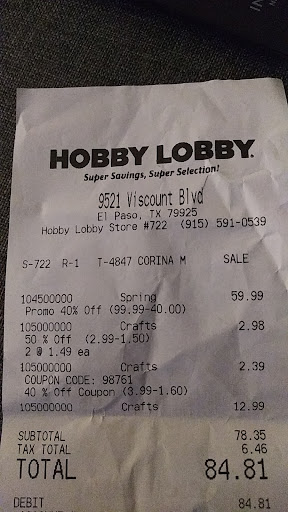 HOBBY LOBBY.
Super Savings, Super Selection!
9521 Viscount Blvd
El Paso, TX 79925
Hobby Lobby Store #722 (915) 591-0539
S-722 R-1 T-4847 CORINA M SALE
104500000 Spring 59.99
Promo 40% Off (99.99-40.00)
105000000 Crafts 2.98
50 % Off (2.99-1.50)
2 @ 1.49 ea
105000000 Crafts 2.39
COUPON CODE: 98761
40 % Off Coupon (3.99-1.60)
105000000 Crafts 12.99
SUBTOTAL 78.35
TAX TOTAL 6.46
TOTAL 84.81
DEBIT 84.81